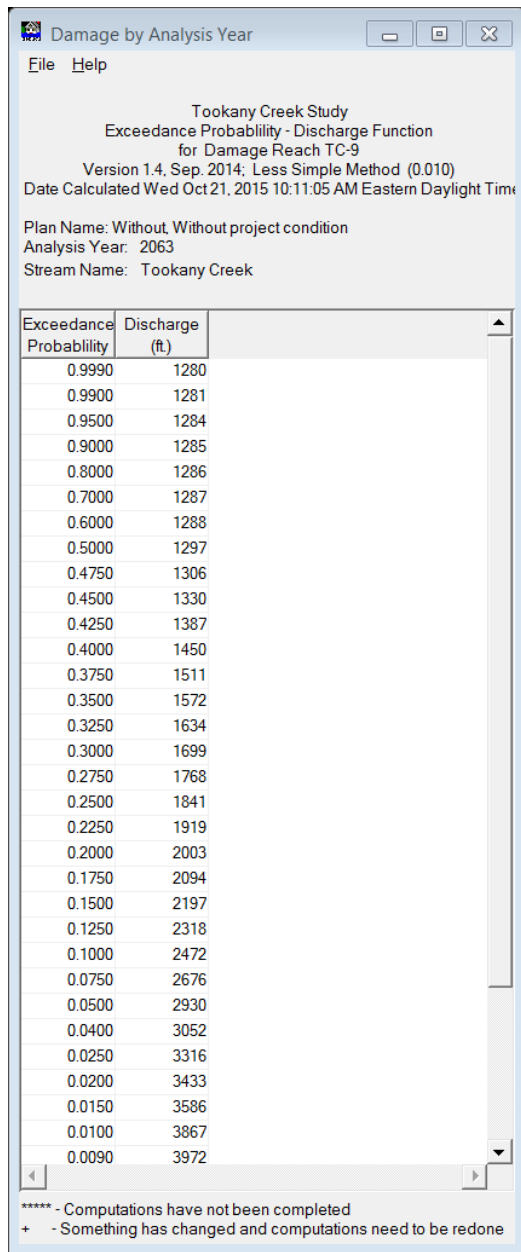 Damage by Analysis Year
File Help
Tookany Creek Study
Exceedance Probablility - Discharge Function
for Damage Reach TC-9
Version 1.4, Sep. 2014; Less Simple Method (0.010)
Date Calculated Wed Oct 21, 2015 10:11:05 AM Eastern Daylight Time
Plan Name: Without, Without project condition
Analysis Year: 2063
Stream Name: Tookany Creek
Exceedance Discharge
Probablility (ft.)
0.9990 1280
0.9900 1281
0.9500 1284
0.9000 1285
0.8000 1286
0.7000 1287
0.6000 1288
0.5000 1297
0.4750 1306
0.4500 1330
0.4250 1387
0.4000 1450
0.3750 1511
0.3500 1572
0.3250 1634
0.3000 1699
0.2750 1768
0.2500 1841
0.2250 1919
0.2000 2003
0.1750 2094
0.1500 2197
0.1250 2318
0.1000 2472
0.0750 2676
0.0500 2930
0.0400 3052
0.0250 3316
0.0200 3433
0.0150 3586
0.0100 3867
0.0090 3972
***** - Computations have not been completed
+ - Something has changed and computations need to be redone